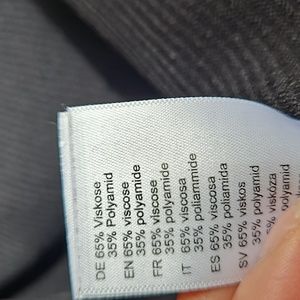 DE 65% Viskose
35% Polyamid
EN 65% viscose
35% polyamide
FR 65% viscose
35% polyamide
IT 65% viscosa
35% poliammide
ES 65% viscosa
35% poliamida
SV 65% viskos
35% polyamid
65% viskóza